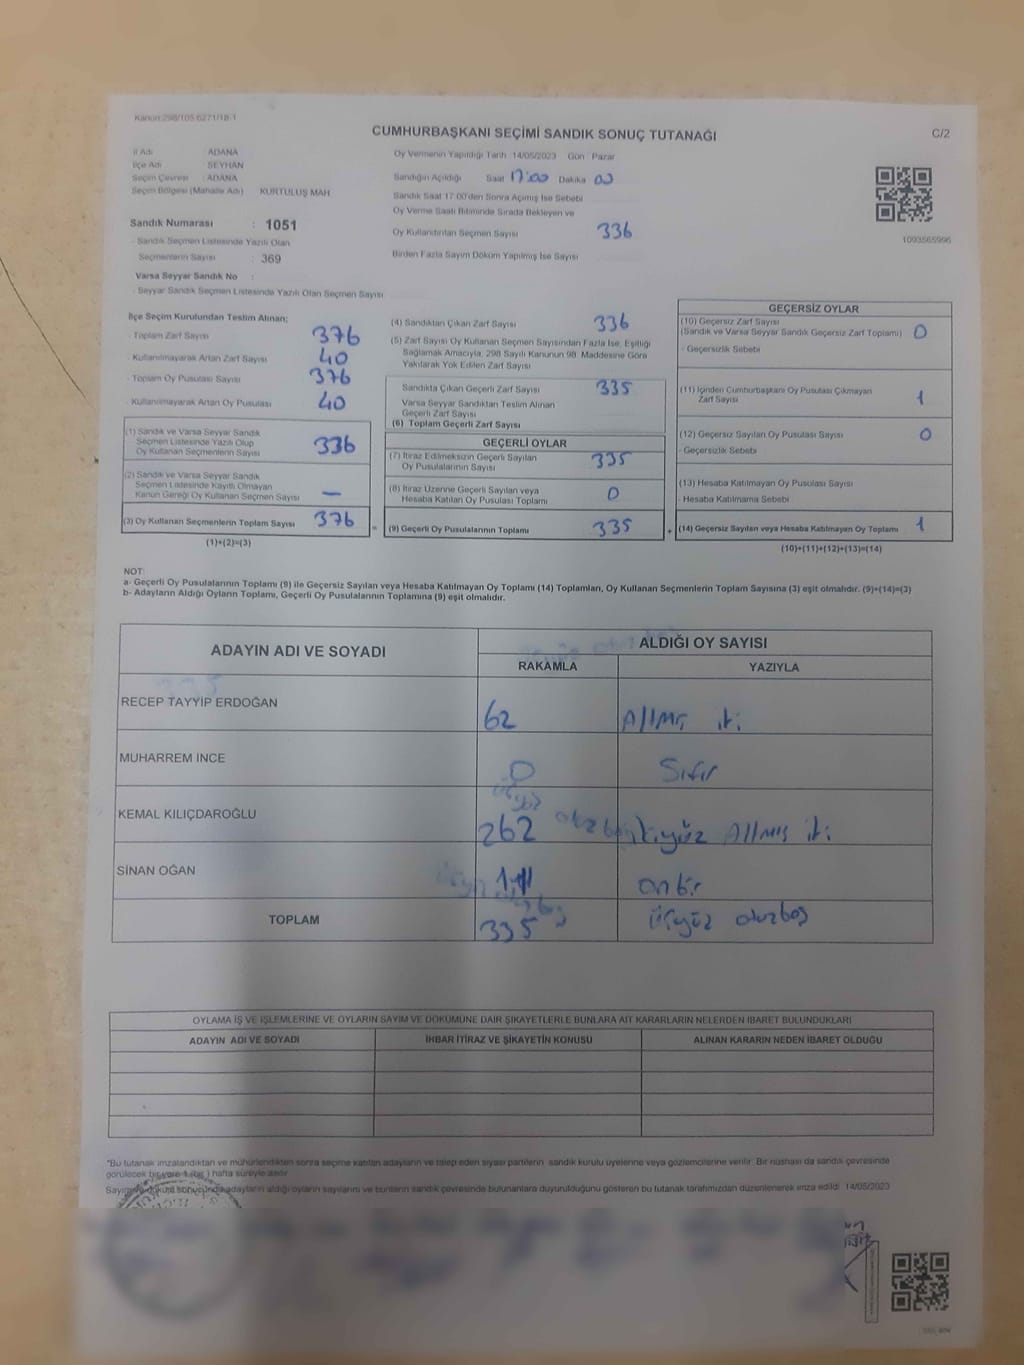 Kanun:298/105 6271/18-1
CUMHURBAŞKANI SEÇİMİ SANDIK SONUÇ TUTANAĞI
C/2
İl Adı : ADANA
İlçe Adı : SEYHAN
Seçim Çevresi : ADANA
Seçim Bölgesi (Mahalle Adı) KURTULUŞ MAH
Sandık Numarası : 1051
- Sandık Seçmen Listesinde Yazılı Olan
Seçmenlerin Sayısı : 369
Varsa Seyyar Sandık No :
- Seyyar Sandık Seçmen Listesinde Yazılı Olan Seçmen Sayısı
Oy Vermenin Yapıldığı Tarih :14/05/2023 Gün : Pazar
Sandığın Açıldığı Saat 17:00 Dakika 00
Sandık Saat 17.00'den Sonra Açılmış İse Sebebi
Oy Verme Saati Bitiminde Sırada Bekleyen ve
Oy Kullandırılan Seçmen Sayısı 336
Birden Fazla Sayım Döküm Yapılmış İse Sayısı
1093565996
İlçe Seçim Kurulundan Teslim Alınan;
- Toplam Zarf Sayısı 376
- Kullanılmayarak Artan Zarf Sayısı 40
- Toplam Oy Pusulası Sayısı 376
- Kullanılmayarak Artan Oy Pusulası 40
(1) Sandık ve Varsa Seyyar Sandık
Seçmen Listesinde Yazılı Olup
Oy Kullanan Seçmenlerin Sayısı 336
(2) Sandık ve Varsa Seyyar Sandık
Seçmen Listesinde Kayıtlı Olmayan
Kanun Gereği Oy Kullanan Seçmen Sayısı —
(3) Oy Kullanan Seçmenlerin Toplam Sayısı 376 =
(1)+(2)=(3)
(4) Sandıktan Çıkan Zarf Sayısı 336
(5) Zarf Sayısı Oy Kullanan Seçmen Sayısından Fazla İse, Eşitliği
Sağlamak Amacıyla, 298 Sayılı Kanunun 98. Maddesine Göre
Yakılarak Yok Edilen Zarf Sayısı
Sandıkta Çıkan Geçerli Zarf Sayısı 335
Varsa Seyyar Sandıktan Teslim Alınan
Geçerli Zarf Sayısı
(6) Toplam Geçerli Zarf Sayısı
GEÇERLİ OYLAR
(7) İtiraz Edilmeksizin Geçerli Sayılan
Oy Pusulalarının Sayısı 335
(8) İtiraz Üzerine Geçerli Sayılan veya
Hesaba Katılan Oy Pusulası Toplamı 0
(9) Geçerli Oy Pusulalarının Toplamı 335 +
GEÇERSİZ OYLAR
(10) Geçersiz Zarf Sayısı
(Sandık ve Varsa Seyyar Sandık Geçersiz Zarf Toplamı) 0
- Geçersizlik Sebebi
(11) İçinden Cumhurbaşkanı Oy Pusulası Çıkmayan
Zarf Sayısı 1
(12) Geçersiz Sayılan Oy Pusulası Sayısı 0
- Geçersizlik Sebebi
(13) Hesaba Katılmayan Oy Pusulası Sayısı
- Hesaba Katılmama Sebebi
(14) Geçersiz Sayılan veya Hesaba Katılmayan Oy Toplamı 1
(10)+(11)+(12)+(13)=(14)
NOT:
a- Geçerli Oy Pusulalarının Toplamı (9) ile Geçersiz Sayılan veya Hesaba Katılmayan Oy Toplamı (14) Toplamları, Oy Kullanan Seçmenlerin Toplam Sayısına (3) eşit olmalıdır. (9)+(14)=(3)
b- Adayların Aldığı Oyların Toplamı, Geçerli Oy Pusulalarının Toplamına (9) eşit olmalıdır.
ADAYIN ADI VE SOYADI
ALDIĞI OY SAYISI
RAKAMLA YAZIYLA
RECEP TAYYİP ERDOĞAN 62 Altmış iki
MUHARREM İNCE 0 Sıfır
KEMAL KILIÇDAROĞLU 262 ikiyüz Altmış iki
SİNAN OĞAN 11 on bir
TOPLAM 335 üçyüz otuzbeş
OYLAMA İŞ VE İŞLEMLERİNE VE OYLARIN SAYIM VE DÖKÜMÜNE DAİR ŞİKAYETLERLE BUNLARA AİT KARARLARIN NELERDEN İBARET BULUNDUKLARI
ADAYIN ADI VE SOYADI İHBAR İTİRAZ VE ŞİKAYETİN KONUSU ALINAN KARARIN NEDEN İBARET OLDUĞU
*Bu tutanak imzalandıktan ve mühürlendikten sonra seçime katılan adayların ve talep eden siyasi partilerin sandık kurulu üyelerine veya gözlemcilerine verilir. Bir nüshası da sandık çevresinde
görülecek bir yere 1 (bir) hafta süreyle asılır
Sayım ve döküm sonucunda adayların aldığı oyların sayılarını ve bunların sandık çevresinde bulunanlara duyurulduğunu gösteren bu tutanak tarafımızdan düzenlenerek imza edildi. 14/05/2023